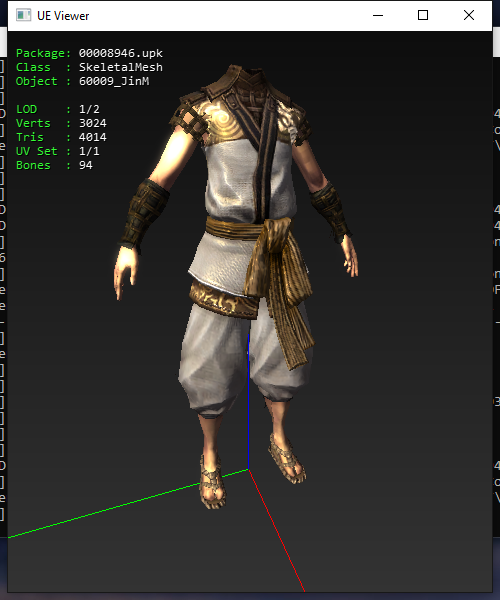 UE Viewer
Package: 00008946.upk
Class : SkeletalMesh
Object : 60009_JinM
LOD : 1/2
Verts : 3024
Tris : 4014
UV Set : 1/1
Bones : 94